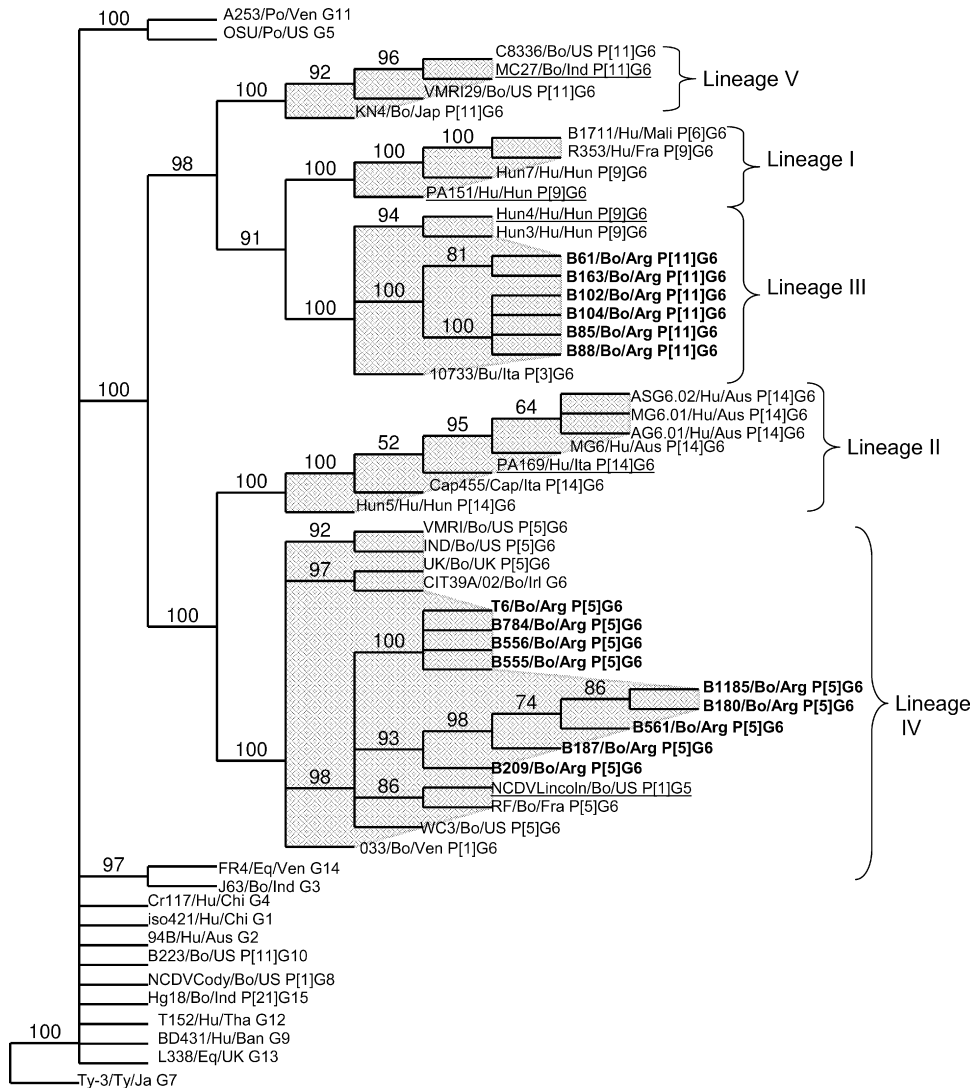 A253/Po/Ven G11
100
OSU/Po/US G5
C8336/Bo/US P[11]G6
96
MC27/Bo/Ind P[11]G6
Lineage V
92
VMRI29/Bo/US P[11]G6
100
KN4/Bo/Jap P[11]G6
B1711/Hu/Mali P[6]G6
100
R353/Hu/Fra P[9]G6
Lineage I
100
98
Hun7/Hu/Hun P[9]G6
100
PA151/Hu/Hun P[9]G6
94
Hun4/Hu/Hun P[9]G6
Hun3/Hu/Hun P[9]G6
91
81
B61/Bo/Arg P[11]G6
B163/Bo/Arg P[11]G6
Lineage III
100
B102/Bo/Arg P[11]G6
100
B104/Bo/Arg P[11]G6
100
B85/Bo/Arg P[11]G6
B88/Bo/Arg P[11]G6
10733/Bu/Ita P[3]G6
100
ASG6.02/Hu/Aus P[14]G6
64
MG6.01/Hu/Aus P[14]G6
95
AG6.01/Hu/Aus P[14]G6
MG6/Hu/Aus P[14]G6
Lineage II
52
PA169/Hu/Ita P[14]G6
100
Cap455/Cap/Ita P[14]G6
100
Hun5/Hu/Hun P[14]G6
92
VMRI/Bo/US P[5]G6
IND/Bo/US P[5]G6
97
UK/Bo/UK P[5]G6
CIT39A/02/Bo/Irl G6
100
T6/Bo/Arg P[5]G6
B784/Bo/Arg P[5]G6
100
B556/Bo/Arg P[5]G6
B555/Bo/Arg P[5]G6
86
B1185/Bo/Arg P[5]G6
74
B180/Bo/Arg P[5]G6
Lineage
IV
98
B561/Bo/Arg P[5]G6
100
93
B187/Bo/Arg P[5]G6
B209/Bo/Arg P[5]G6
98
86
NCDVLincoln/Bo/US P[1]G5
RF/Bo/Fra P[5]G6
WC3/Bo/US P[5]G6
033/Bo/Ven P[1]G6
97
FR4/Eq/Ven G14
J63/Bo/Ind G3
Cr117/Hu/Chi G4
iso421/Hu/Chi G1
94B/Hu/Aus G2
B223/Bo/US P[11]G10
NCDVCody/Bo/US P[1]G8
Hg18/Bo/Ind P[21]G15
T152/Hu/Tha G12
100
BD431/Hu/Ban G9
L338/Eq/UK G13
Ty-3/Ty/Ja G7